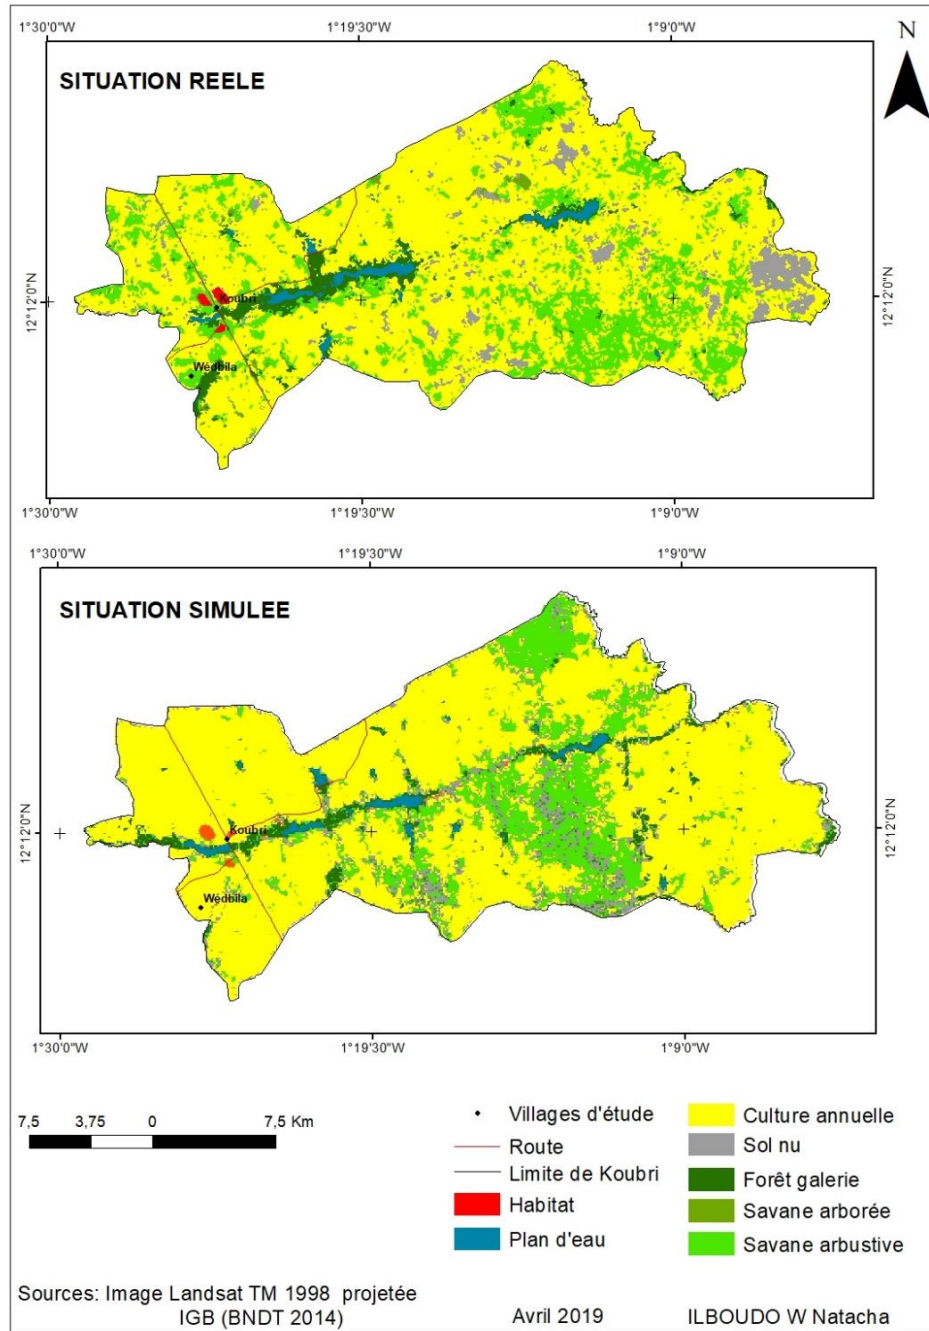 1°30'0"W 1°19'30"W 1°9'0"W
N
SITUATION REELE
Koubri
12°12'0"N 12°12'0"N
Wédbila
1°30'0"W 1°19'30"W 1°9'0"W
1°30'0"W 1°19'30"W 1°9'0"W
SITUATION SIMULEE
Koubri
12°12'0"N 12°12'0"N
Wédbila
1°30'0"W 1°19'30"W 1°9'0"W
7,5 3,75 0 7,5 Km
Villages d'étude
Route
Limite de Koubri
Habitat
Plan d'eau
Culture annuelle
Sol nu
Forêt galerie
Savane arborée
Savane arbustive
Sources: Image Landsat TM 1998 projetée
IGB (BNDT 2014) Avril 2019 ILBOUDO W Natacha